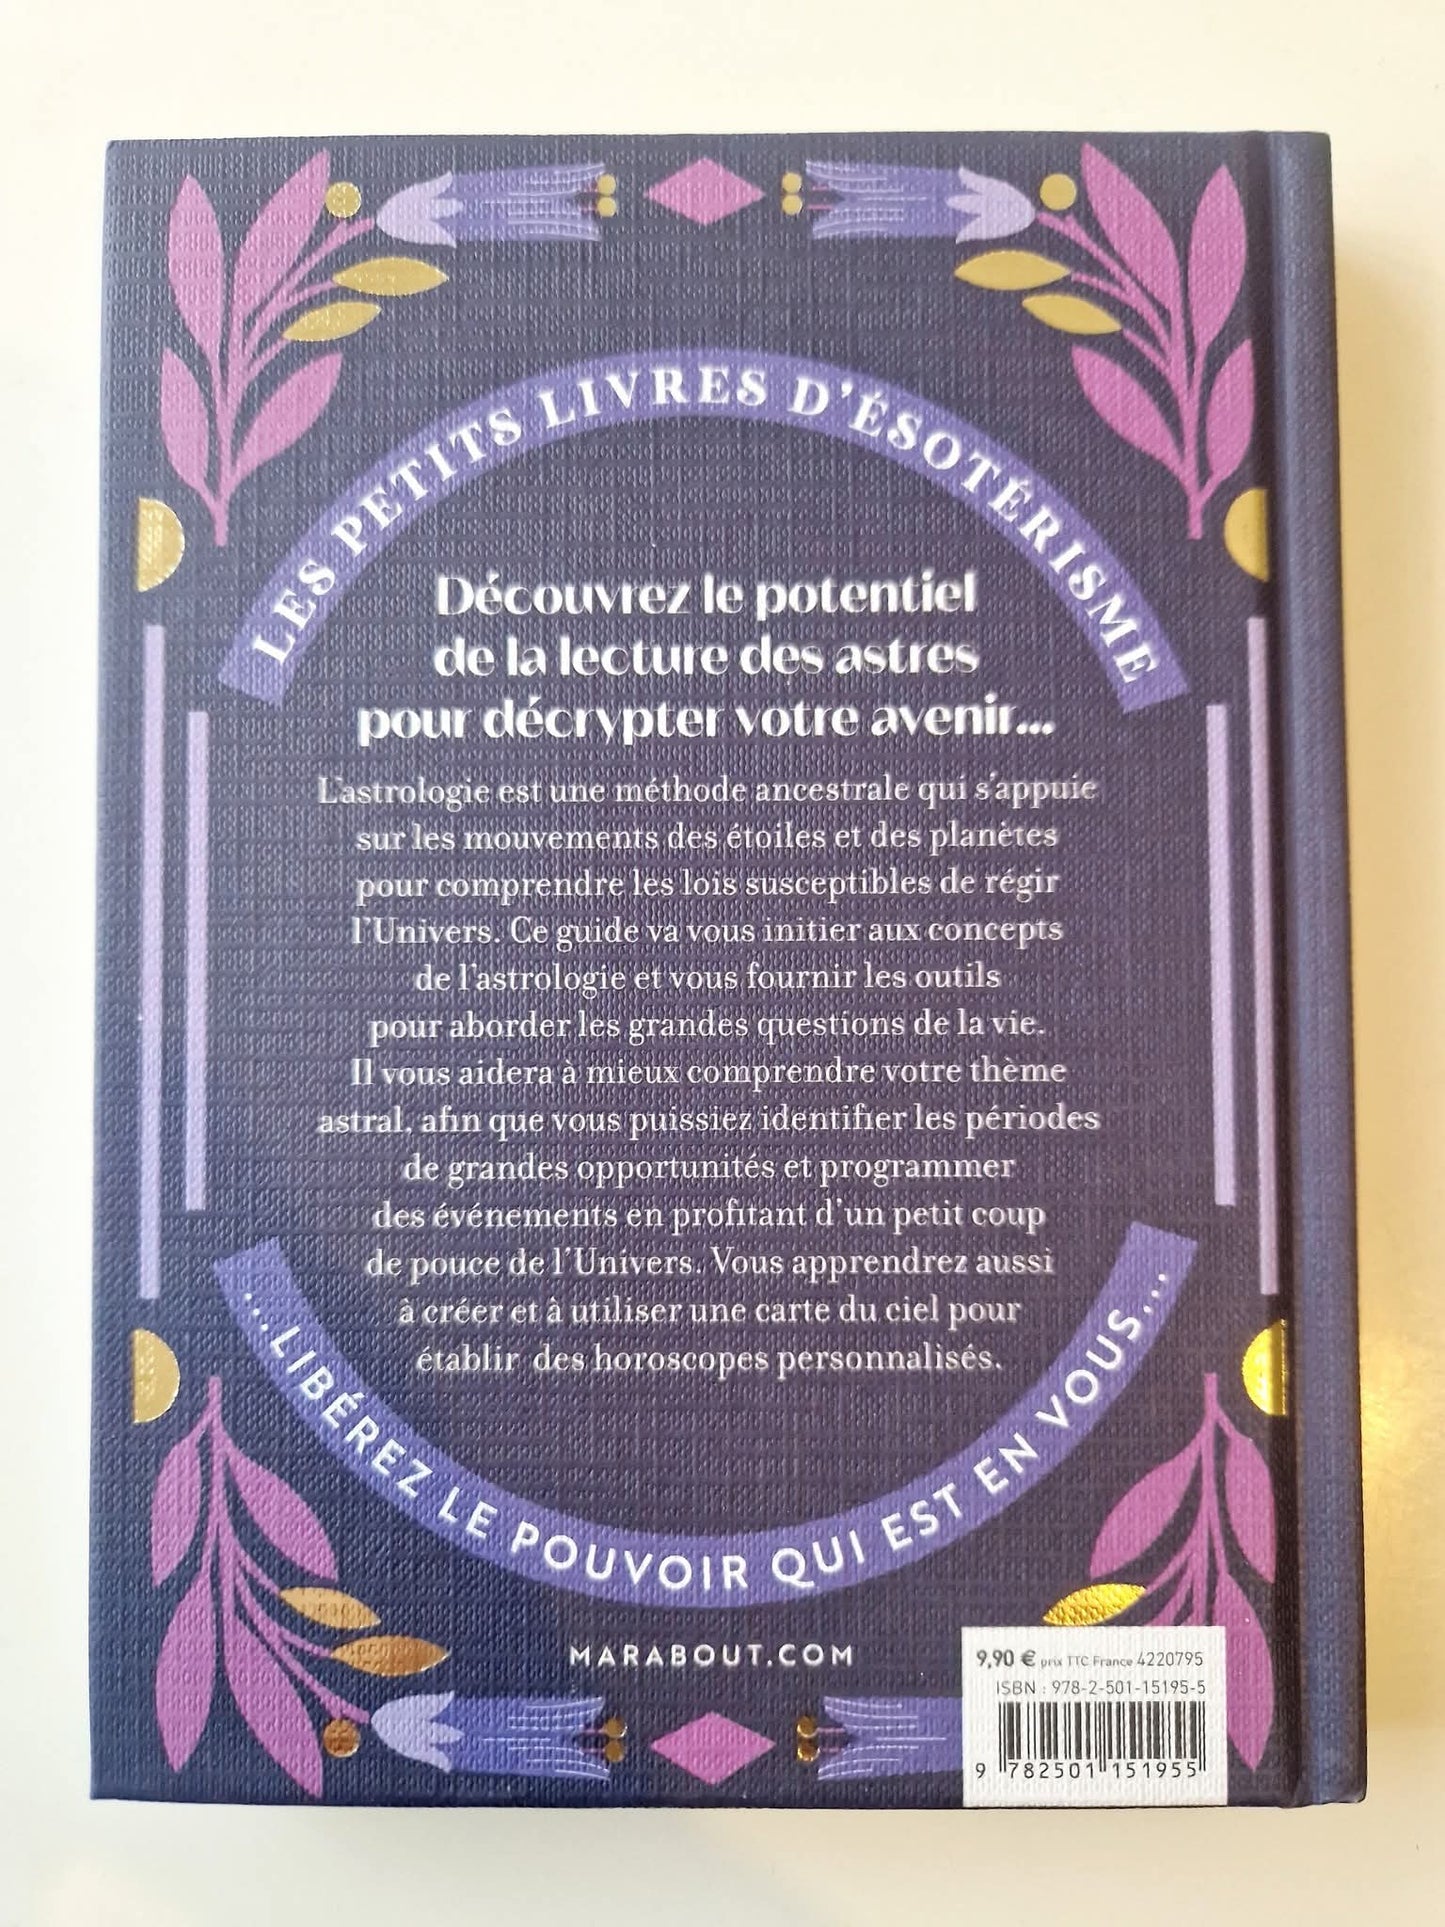 LES PETITS LIVRES D'ÉSOTÉRISME
Découvrez le potentiel
de la lecture des astres
pour décrypter votre avenir...
L'astrologie est une méthode ancestrale qui s'appuie
sur les mouvements des étoiles et des planètes
pour comprendre les lois susceptibles de régir
l'Univers. Ce guide va vous initier aux concepts
de l'astrologie et vous fournir les outils
pour aborder les grandes questions de la vie.
Il vous aidera à mieux comprendre votre thème
astral, afin que vous puissiez identifier les périodes
de grandes opportunités et programmer
des événements en profitant d'un petit coup
de pouce de l'Univers. Vous apprendrez aussi
à créer et à utiliser une carte du ciel pour
établir des horoscopes personnalisés.
...LIBÉREZ LE POUVOIR QUI EST EN VOUS...
MARABOUT.COM
9,90 € prix TTC France 4220795
ISBN : 978-2-501-15195-5
9 782501 151955